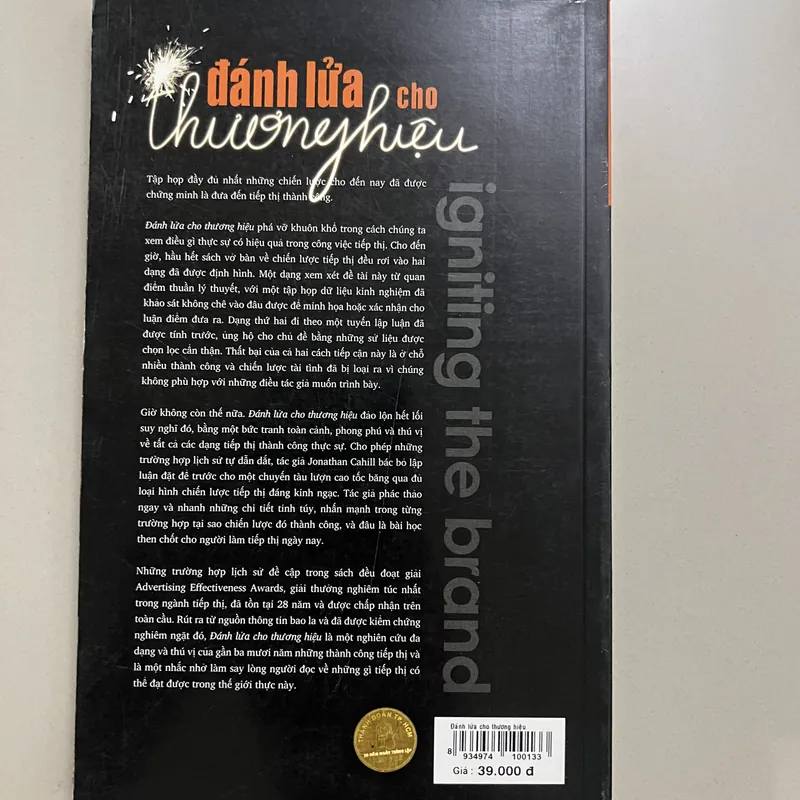 đánh lửa cho
thương hiệu
Tập hợp đầy đủ nhất những chiến lược cho đến nay đã được
chứng minh là đưa đến tiếp thị thành công.
Đánh lửa cho thương hiệu phá vỡ khuôn khổ trong cách chúng ta
xem điều gì thực sự có hiệu quả trong công việc tiếp thị. Cho đến
giờ, hầu hết sách vở bàn về chiến lược tiếp thị đều rơi vào hai
dạng đã được định hình. Một dạng xem xét đề tài này từ quan
điểm thuần lý thuyết, với một tập hợp dữ liệu kinh nghiệm đã
khảo sát không chê vào đâu được để minh họa hoặc xác nhận cho
luận điểm đưa ra. Dạng thứ hai đi theo một tuyến lập luận đã
được tính trước, ủng hộ cho chủ đề bằng những sử liệu được
chọn lọc cẩn thận. Thất bại của cả hai cách tiếp cận này là ở chỗ
nhiều thành công và chiến lược tài tình đã bị loại ra vì chúng
không phù hợp với những điều tác giả muốn trình bày.
Giờ không còn thế nữa. Đánh lửa cho thương hiệu đảo lộn hết lối
suy nghĩ đó, bằng một bức tranh toàn cảnh, phong phú và thú vị
về tất cả các dạng tiếp thị thành công thực sự. Cho phép những
trường hợp lịch sử tự dẫn dắt, tác giả Jonathan Cahill bác bỏ lập
luận đặt để trước cho một chuyến tàu lượn cao tốc băng qua đủ
loại hình chiến lược tiếp thị đáng kinh ngạc. Tác giả phác thảo
ngay và nhanh những chi tiết tính túy, nhấn mạnh trong từng
trường hợp tại sao chiến lược đó thành công, và đâu là bài học
then chốt cho người làm tiếp thị ngày nay.
Những trường hợp lịch sử đề cập trong sách đều đoạt giải
Advertising Effectiveness Awards, giải thưởng nghiêm túc nhất
trong ngành tiếp thị, đã tồn tại 28 năm và được chấp nhận trên
toàn cầu. Rút ra từ nguồn thông tin bao la và đã được kiểm chứng
nghiêm ngặt đó, Đánh lửa cho thương hiệu là một nghiên cứu đa
dạng và thú vị của gần ba mươi năm những thành công tiếp thị và
là một nhắc nhở làm say lòng người đọc về những gì tiếp thị có
thể đạt được trong thế giới thực này.
igniting the brand
THÀNH ĐOÀN TP. HCM
Đánh lửa cho thương hiệu
8 934974 100133
Giá : 39.000 đ